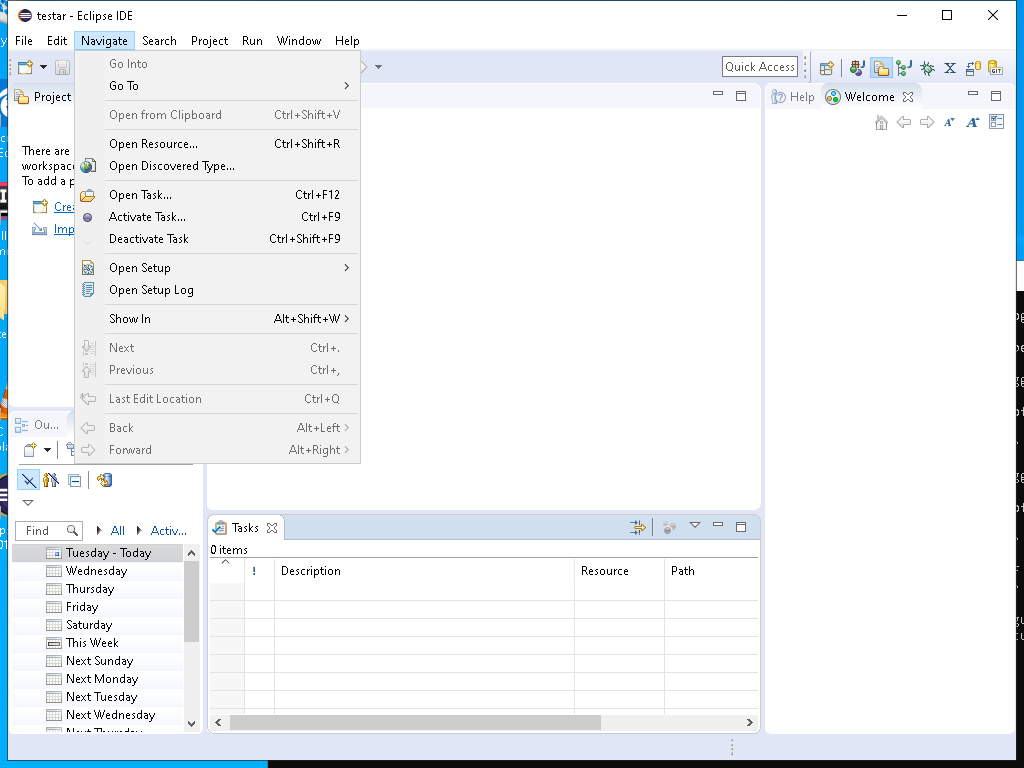 testar - Eclipse IDE
File Edit Navigate Search Project Run Window Help
Quick Access
Project
Help
Welcome
There are
workspac
To add a p
Crea
Imp
Go Into
Go To
Open from Clipboard Ctrl+Shift+V
Open Resource... Ctrl+Shift+R
Open Discovered Type...
Open Task... Ctrl+F12
Activate Task... Ctrl+F9
Deactivate Task Ctrl+Shift+F9
Open Setup
Open Setup Log
Show In Alt+Shift+W
Next Ctrl+.
Previous Ctrl+,
Last Edit Location Ctrl+Q
Back Alt+Left
Forward Alt+Right
Ou...
Find
All
Activ...
Tuesday - Today
Wednesday
Thursday
Friday
Saturday
This Week
Next Sunday
Next Monday
Next Tuesday
Next Wednesday
Next Thursday
Tasks
0 items
! Description Resource Path